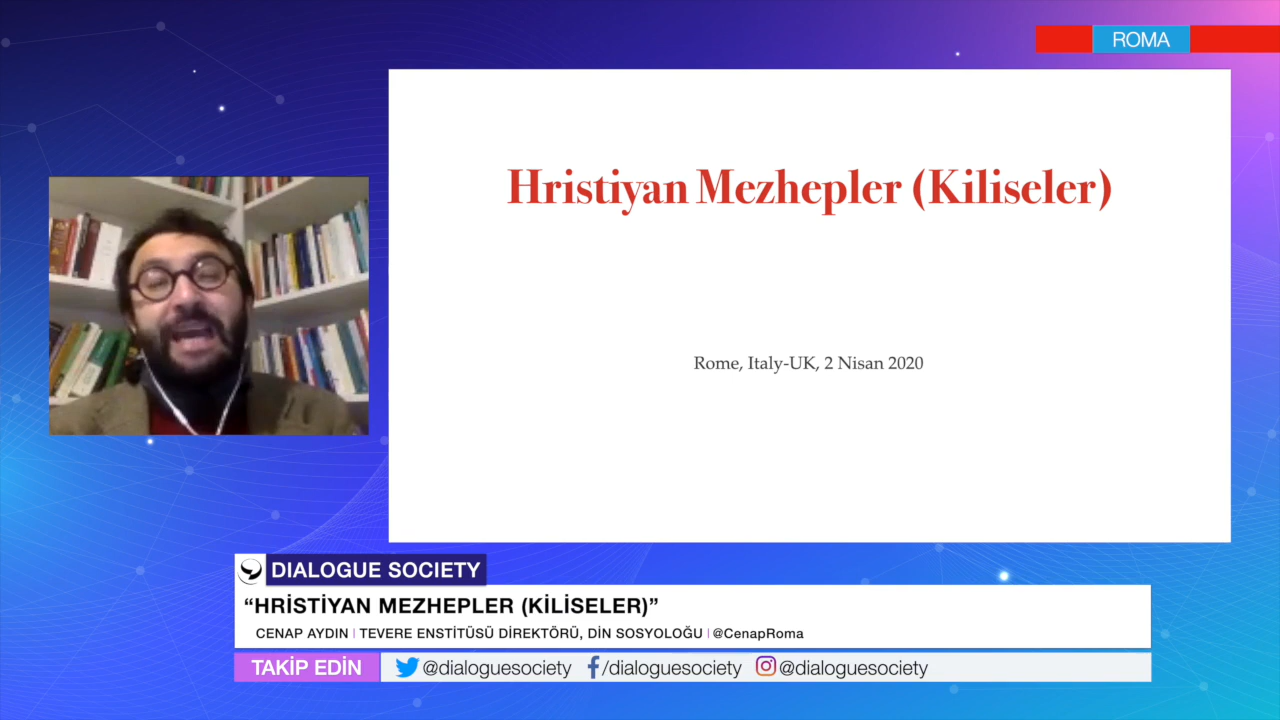 ROMA
Hristiyan Mezhepler (Kiliseler)
Rome, Italy-UK, 2 Nisan 2020
DIALOGUE SOCIETY
“HRİSTİYAN MEZHEPLER (KİLİSELER)”
CENAP AYDIN | TEVERE ENSTİTÜSÜ DİREKTÖRÜ, DİN SOSYOLOĞU | @CenapRoma
TAKİP EDİN @dialoguesociety /dialoguesociety @dialoguesociety